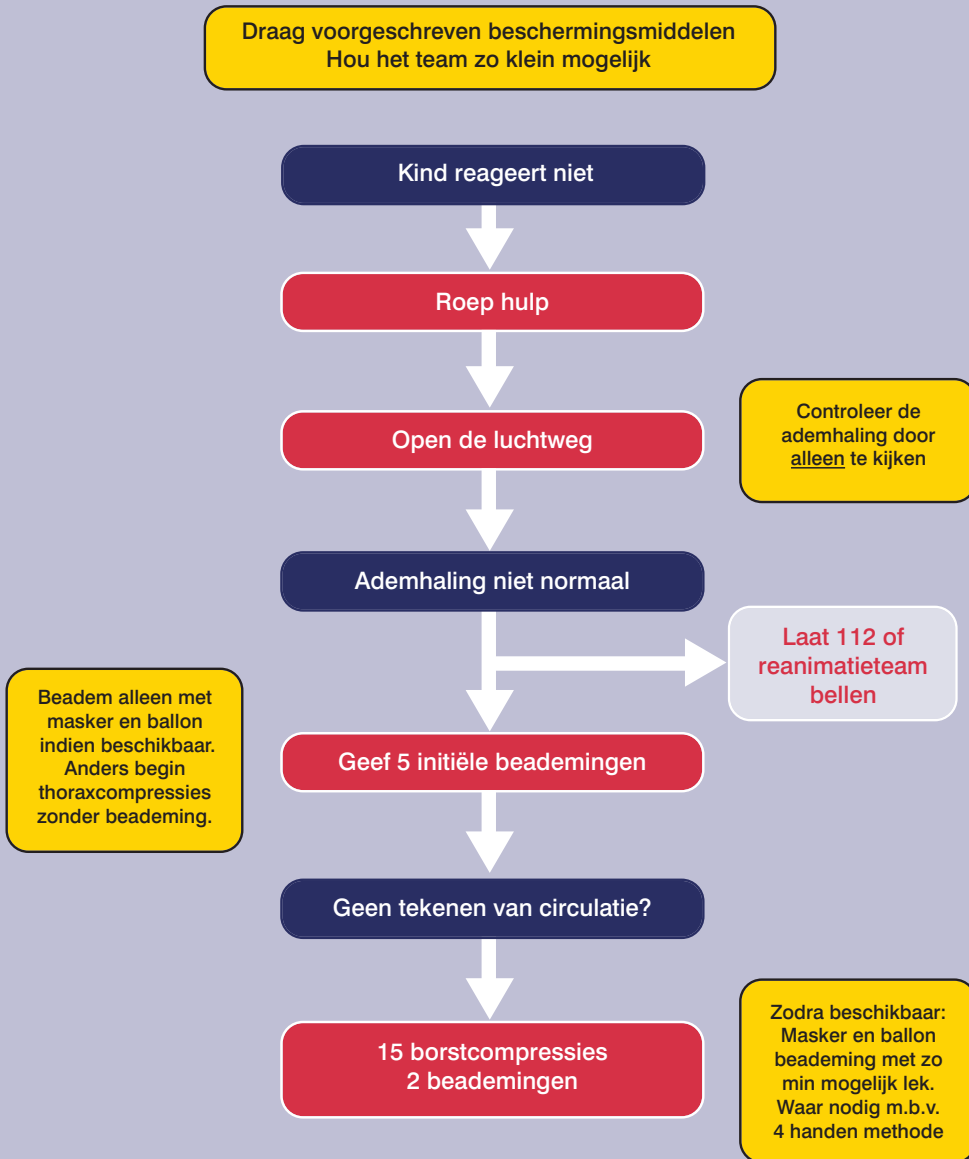 Draag voorgeschreven beschermingsmiddelen
Hou het team zo klein mogelijk
Kind reageert niet
Roep hulp
Open de luchtweg
Controleer de
ademhaling door
alleen te kijken
Ademhaling niet normaal
Laat 112 of
reanimatieteam
bellen
Beadem alleen met
masker en ballon
indien beschikbaar.
Anders begin
thoraxcompressies
zonder beademing.
Geef 5 initiële beademingen
Geen tekenen van circulatie?
15 borstcompressies
2 beademingen
Zodra beschikbaar:
Masker en ballon
beademing met zo
min mogelijk lek.
Waar nodig m.b.v.
4 handen methode